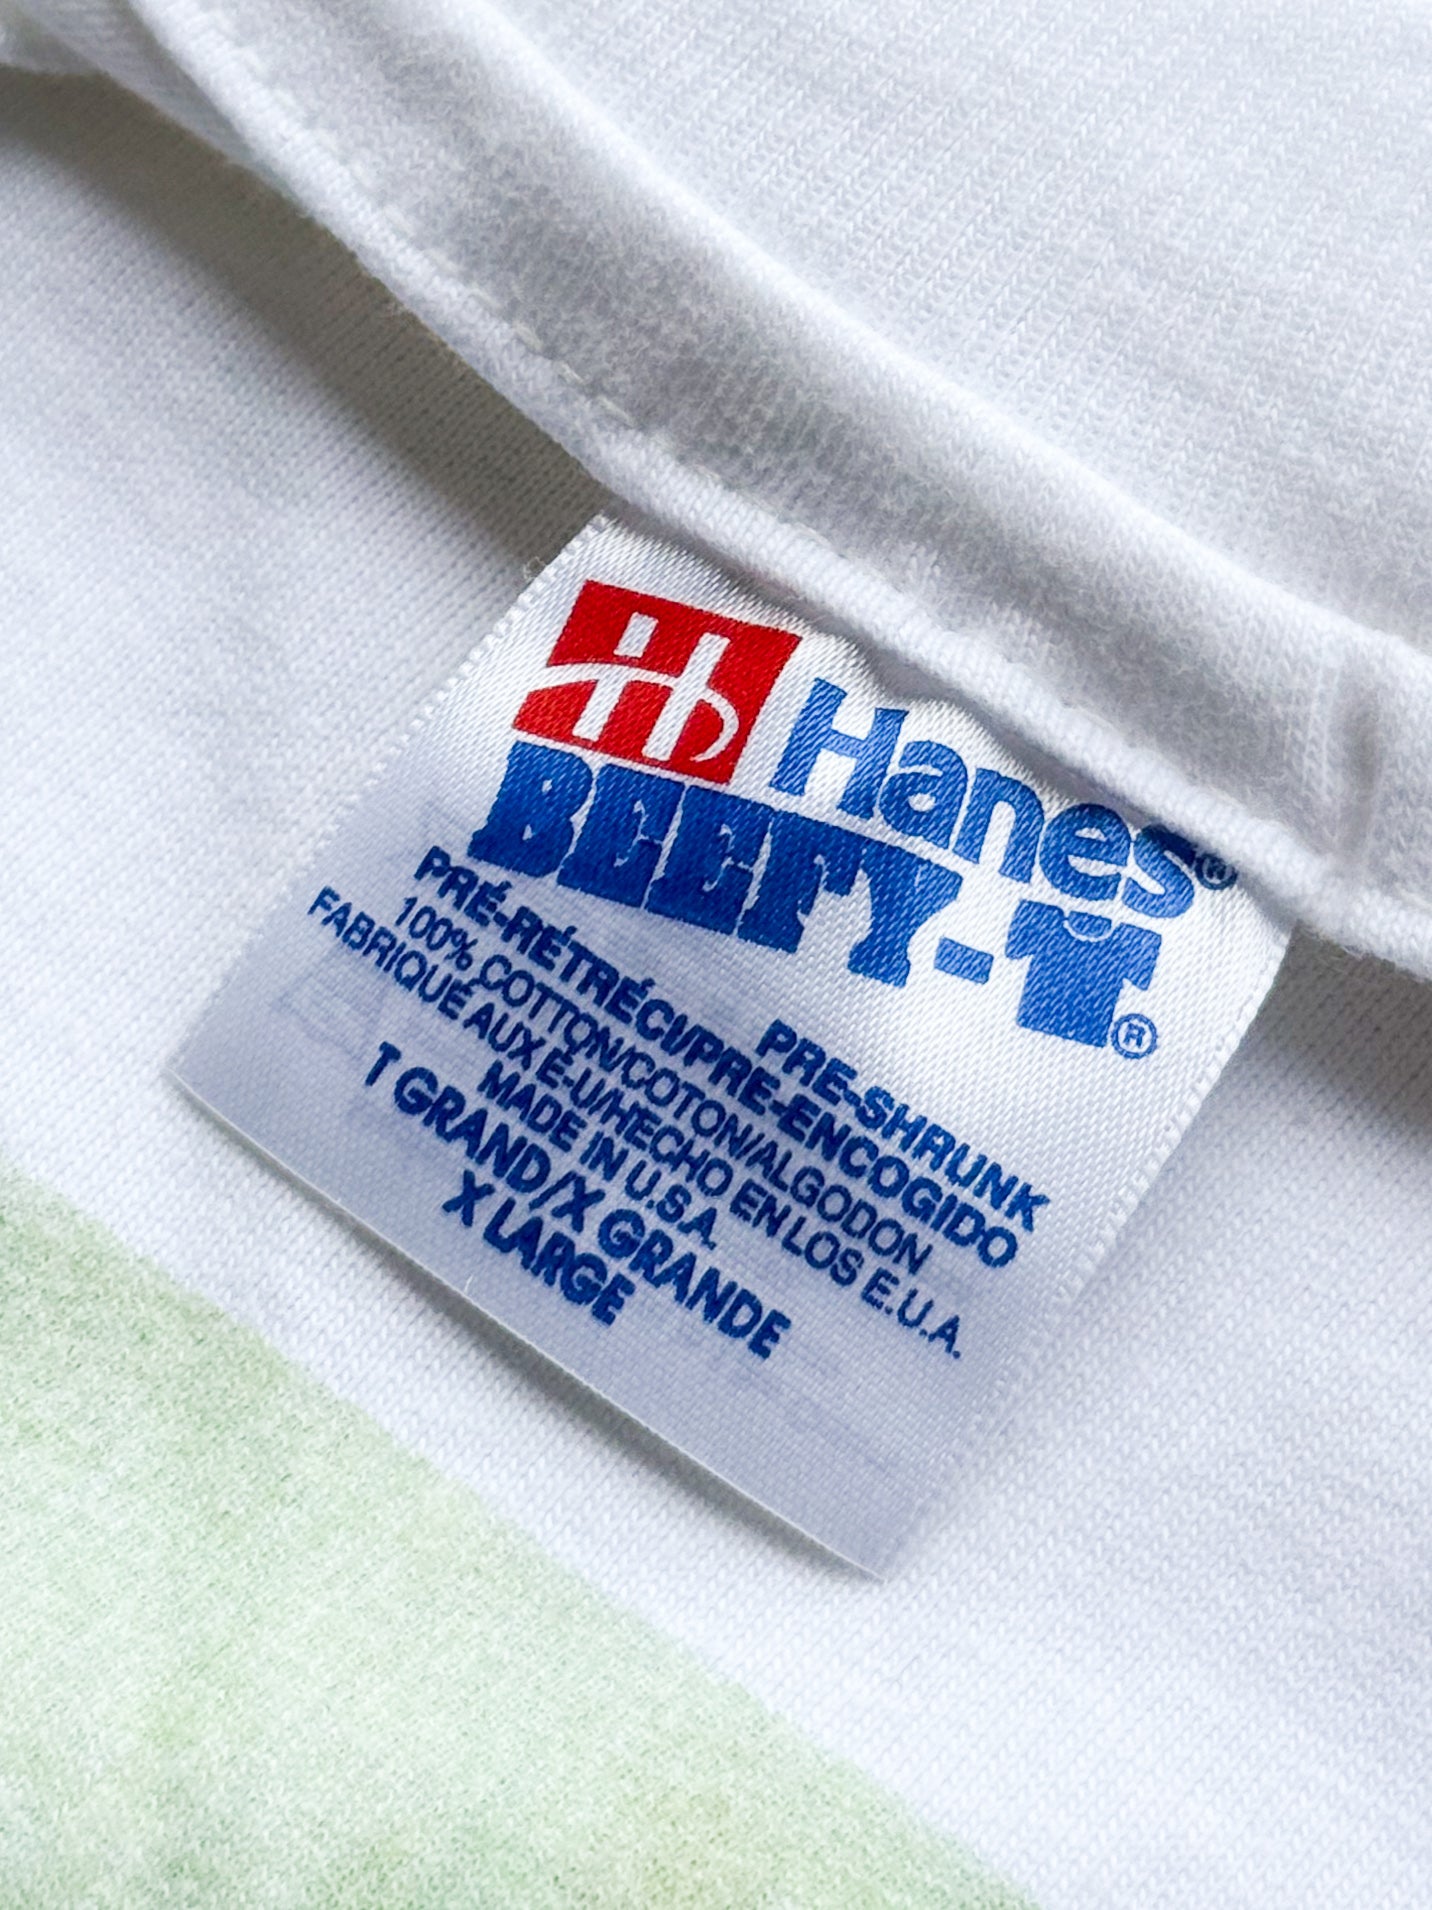 Hanes®
BEEFY-T®
PRE-SHRUNK
PRÉ-RÉTRÉCI/PRE-ENCOGIDO
100% COTTON/COTON/ALGODON
FABRIQUÉ AUX É-U/HECHO EN LOS E.U.A.
MADE IN U.S.A.
T GRAND/X GRANDE
X LARGE